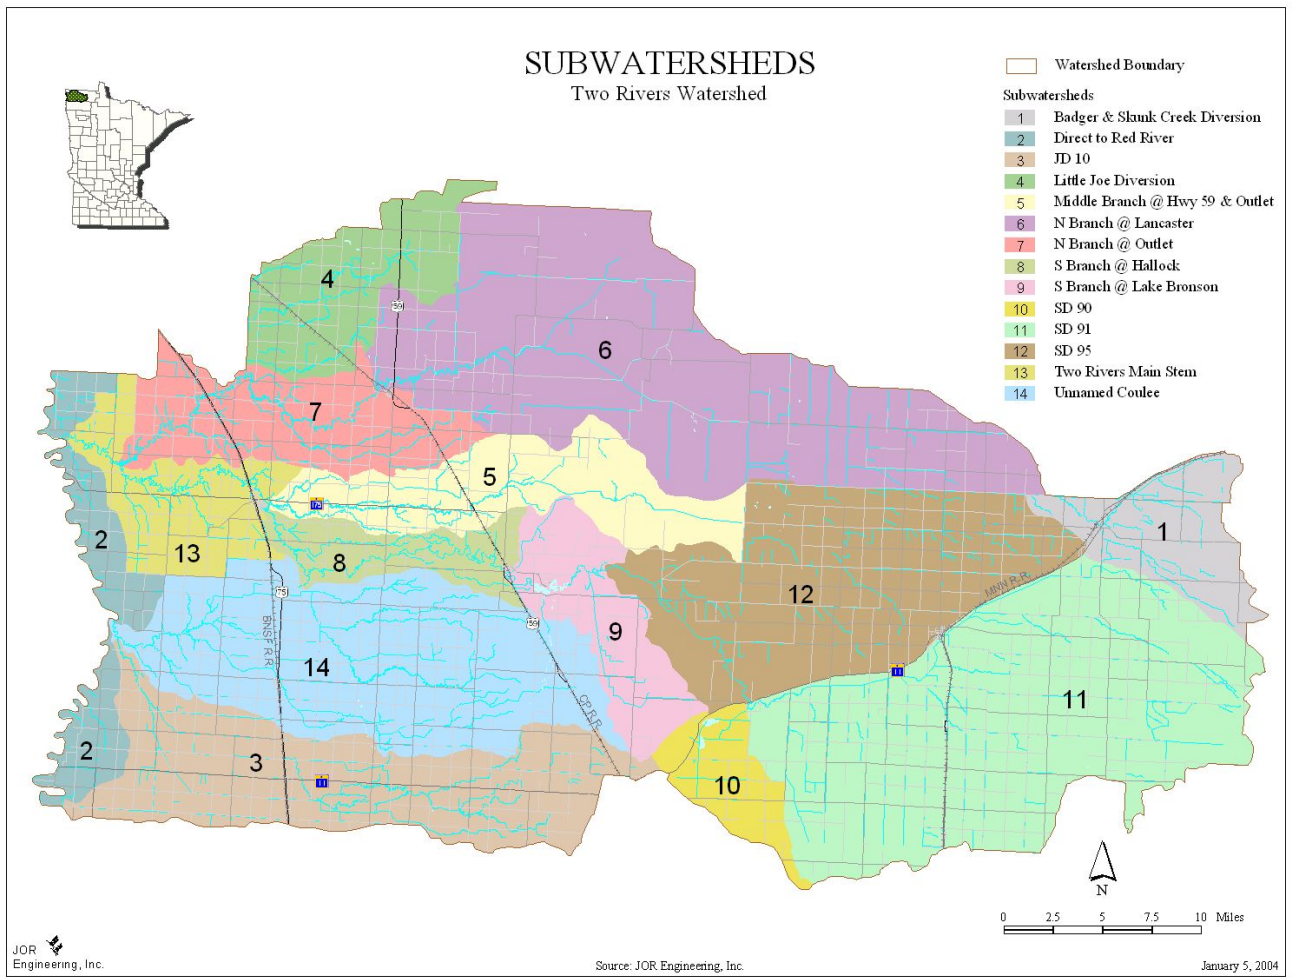 SUBWATERSHEDS
Two Rivers Watershed
Watershed Boundary
Subwatersheds
1 Badger & Skunk Creek Diversion
2 Direct to Red River
3 JD 10
4 Little Joe Diversion
5 Middle Branch @ Hwy 59 & Outlet
6 N Branch @ Lancaster
7 N Branch @ Outlet
8 S Branch @ Hallock
9 S Branch @ Lake Bronson
10 SD 90
11 SD 91
12 SD 95
13 Two Rivers Main Stem
14 Unnamed Coulee
4
59
6
7
5
175
1
2
13
8
12
MNN R.R.
75
59
BNSF R.R.
9
14
11
11
CP R.R.
2
3
11
10
N
0 2.5 5 7.5 10 Miles
JOR
Engineering, Inc.
Source: JOR Engineering, Inc.
January 5, 2004